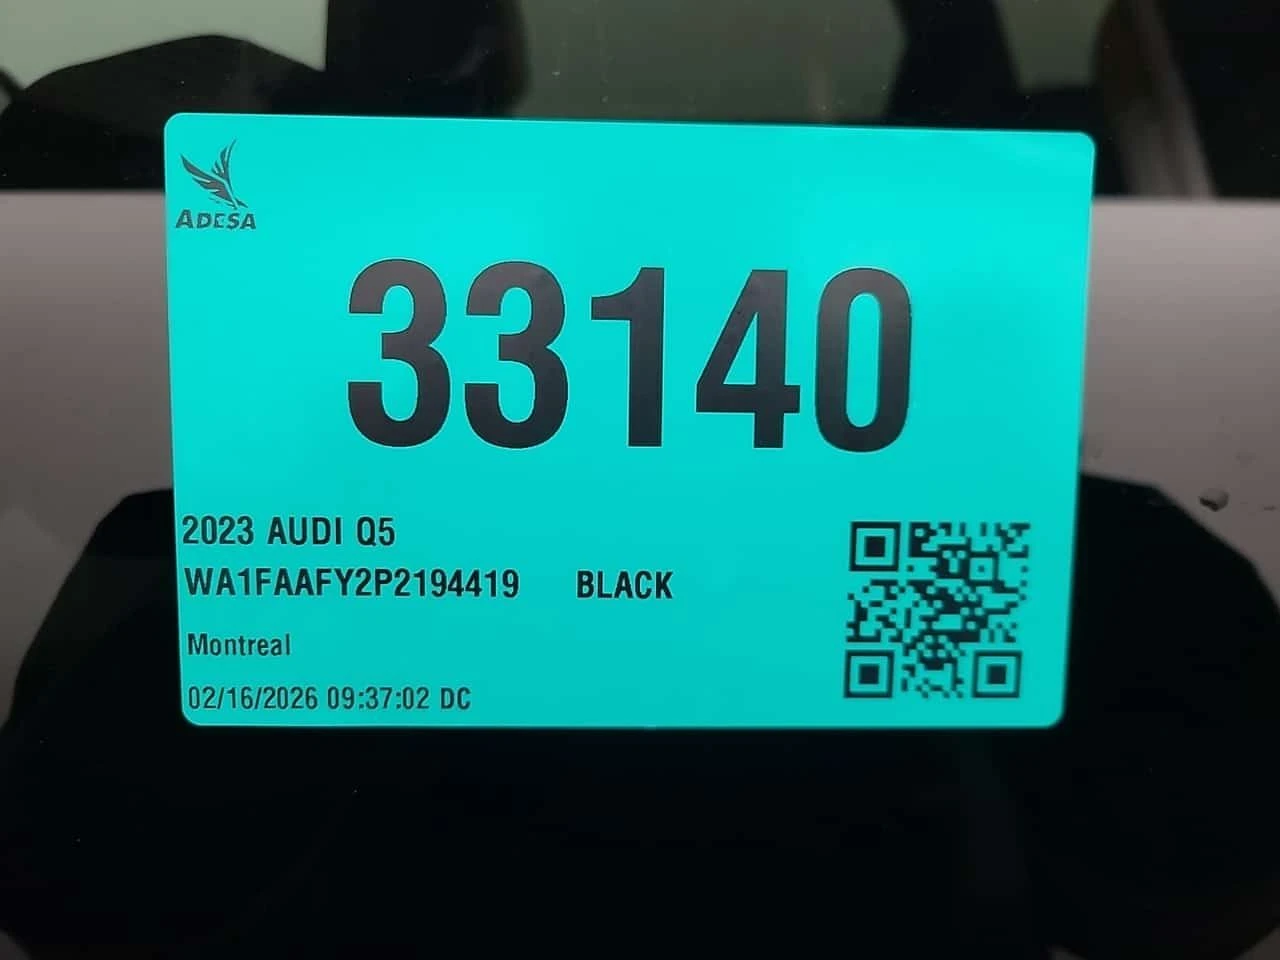 ADESA
33140
2023 AUDI Q5
WA1FAAFY2P2194419 BLACK
Montreal
02/16/2026 09:37:02 DC